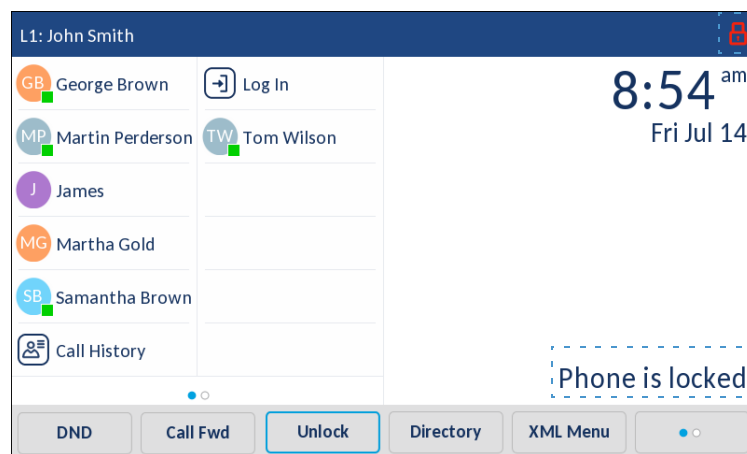 L1: John Smith
GB George Brown
Log In
8:54 am
Fri Jul 14
MP Martin Perderson
TW Tom Wilson
J James
MG Martha Gold
SB Samantha Brown
Call History
Phone is locked
DND
Call Fwd
Unlock
Directory
XML Menu